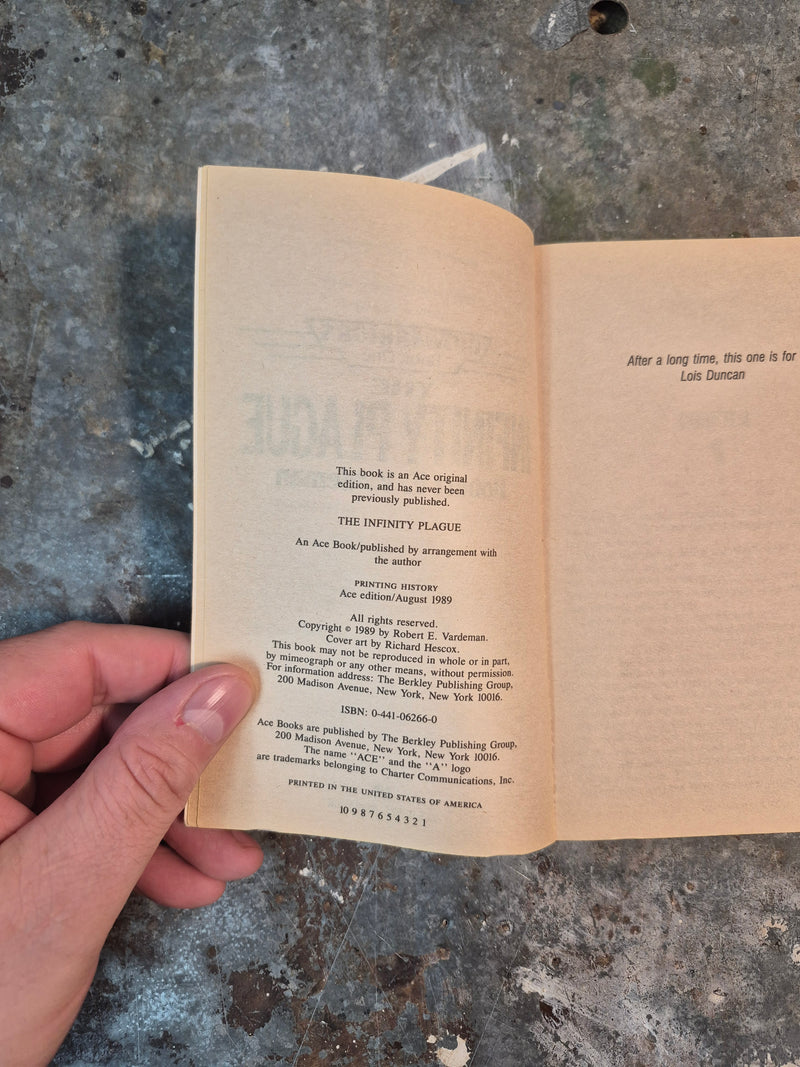 This book is an Ace original
edition, and has never been
previously published.
THE INFINITY PLAGUE
An Ace Book/published by arrangement with
the author
PRINTING HISTORY
Ace edition/August 1989
All rights reserved.
Copyright © 1989 by Robert E. Vardeman.
Cover art by Richard Hescox.
This book may not be reproduced in whole or in part,
by mimeograph or any other means, without permission.
For information address: The Berkley Publishing Group,
200 Madison Avenue, New York, New York 10016.
ISBN: 0-441-06266-0
Ace Books are published by The Berkley Publishing Group,
200 Madison Avenue, New York, New York 10016.
The name "ACE" and the "A" logo
are trademarks belonging to Charter Communications, Inc.
PRINTED IN THE UNITED STATES OF AMERICA
10 9 8 7 6 5 4 3 2 1
After a long time, this one is for
Lois Duncan